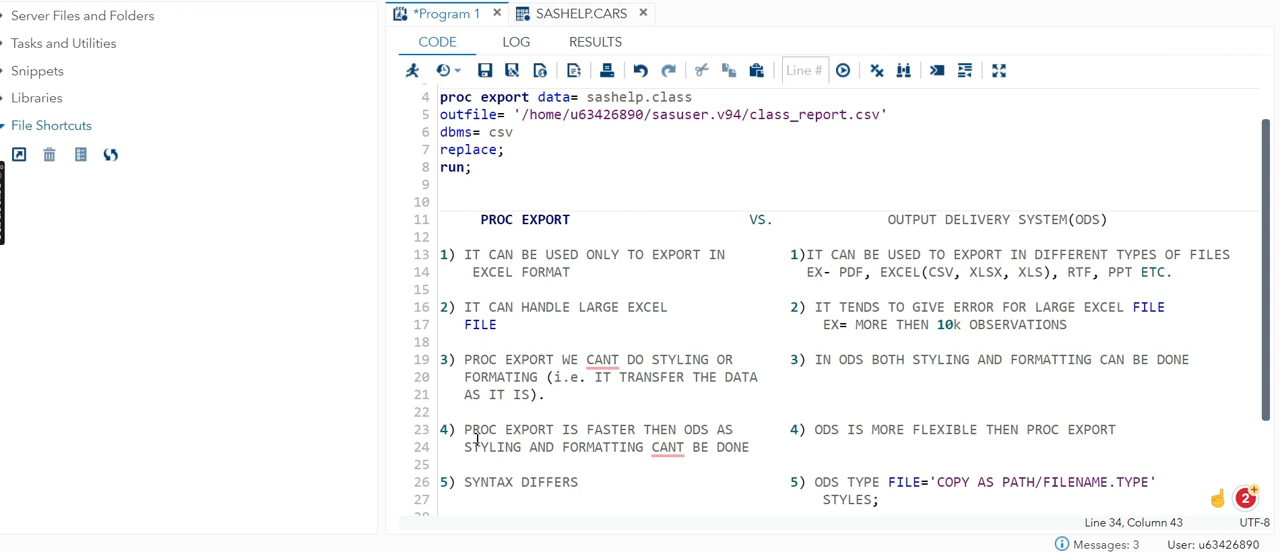 Server Files and Folders
Tasks and Utilities
Snippets
Libraries
File Shortcuts
*Program 1 SASHELP.CARS
CODE LOG RESULTS
Line #
4 proc export data= sashelp.class
5 outfile= '/home/u63426890/sasuser.v94/class_report.csv'
6 dbms= csv
7 replace;
8 run;
9
10
11 PROC EXPORT VS. OUTPUT DELIVERY SYSTEM(ODS)
12
13 1) IT CAN BE USED ONLY TO EXPORT IN 1)IT CAN BE USED TO EXPORT IN DIFFERENT TYPES OF FILES
14 EXCEL FORMAT EX- PDF, EXCEL(CSV, XLSX, XLS), RTF, PPT ETC.
15
16 2) IT CAN HANDLE LARGE EXCEL 2) IT TENDS TO GIVE ERROR FOR LARGE EXCEL FILE
17 FILE EX= MORE THEN 10k OBSERVATIONS
18
19 3) PROC EXPORT WE CANT DO STYLING OR 3) IN ODS BOTH STYLING AND FORMATTING CAN BE DONE
20 FORMATING (i.e. IT TRANSFER THE DATA
21 AS IT IS).
22
23 4) PROC EXPORT IS FASTER THEN ODS AS 4) ODS IS MORE FLEXIBLE THEN PROC EXPORT
24 STYLING AND FORMATTING CANT BE DONE
25
26 5) SYNTAX DIFFERS 5) ODS TYPE FILE='COPY AS PATH/FILENAME.TYPE'
27 STYLES;
2
Line 34, Column 43 UTF-8
Messages: 3 User: u63426890